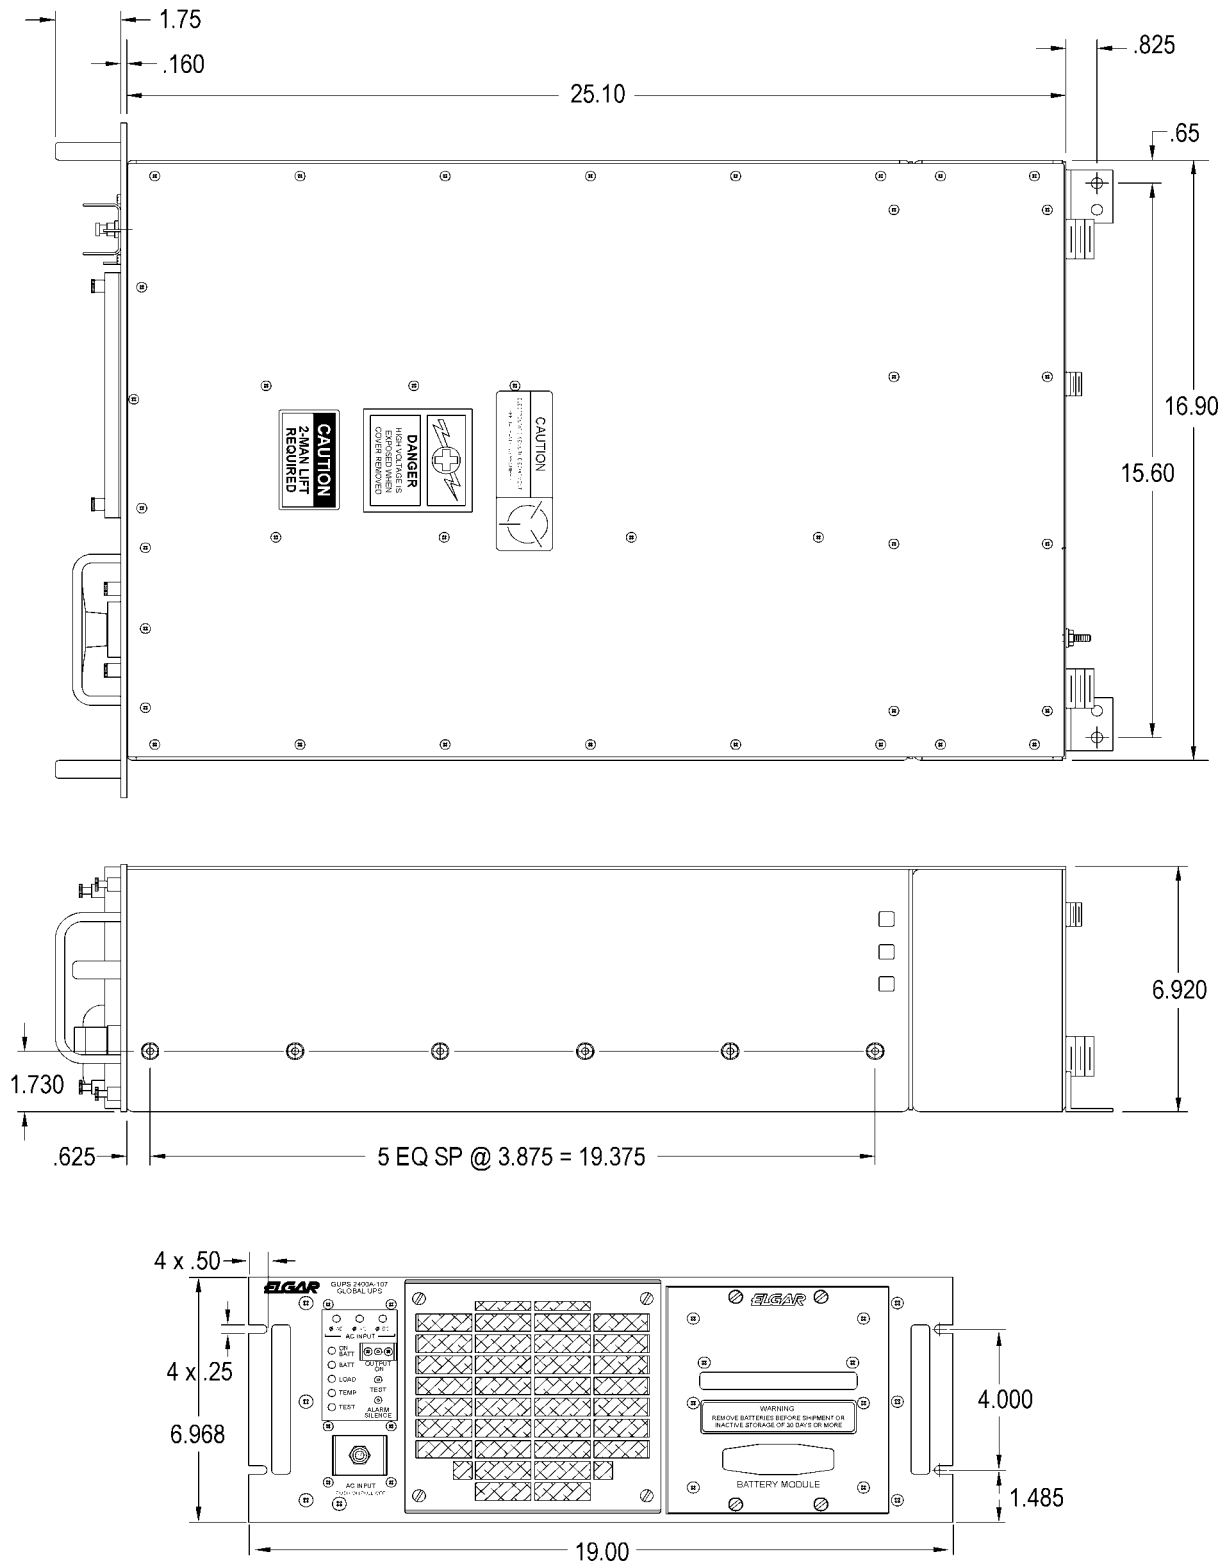 1.75
.160
.825
25.10
.65
16.90
15.60
CAUTION
2-MAN LIFT
REQUIRED
DANGER
HIGH VOLTAGE IS
EXPOSED WHEN
COVER REMOVED
CAUTION
6.920
1.730
.625
5 EQ SP @ 3.875 = 19.375
4 x .50
ELGAR
GUPS 2400A-107
GLOBAL UPS
AC INPUT
ON
BATT
BATT
LOAD
TEMP
TEST
OUTPUT
ON
TEST
ALARM
SILENCE
AC INPUT
ELGAR
WARNING
REMOVE BATTERIES BEFORE SHIPMENT OR
INACTIVE STORAGE OF 30 DAYS OR MORE
BATTERY MODULE
4 x .25
6.968
4.000
1.485
19.00